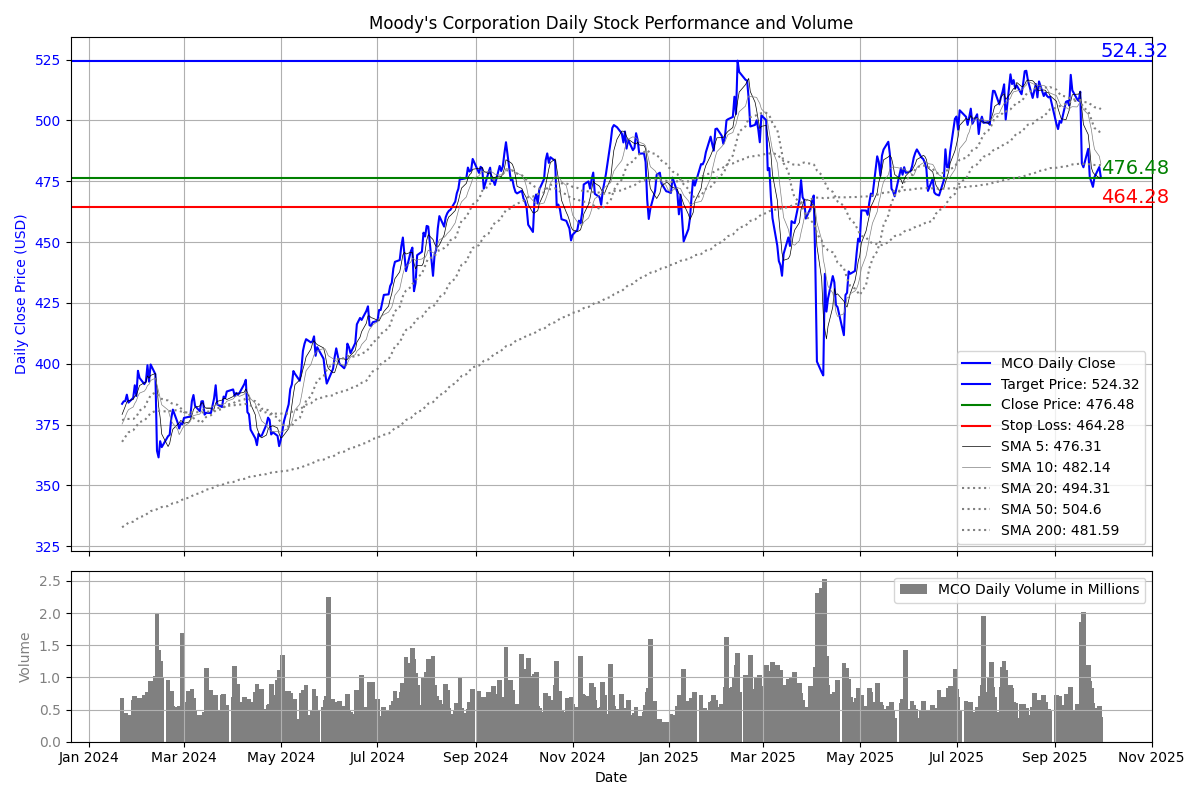 Moody's Corporation Daily Stock Performance and Volume
Daily Close Price (USD)
525
500
475
450
425
400
375
350
325
524.32
476.48
464.28
MCO Daily Close
Target Price: 524.32
Close Price: 476.48
Stop Loss: 464.28
SMA 5: 476.31
SMA 10: 482.14
SMA 20: 494.31
SMA 50: 504.6
SMA 200: 481.59
Volume
2.5
2.0
1.5
1.0
0.5
0.0
MCO Daily Volume in Millions
Jan 2024 Mar 2024 May 2024 Jul 2024 Sep 2024 Nov 2024 Jan 2025 Mar 2025 May 2025 Jul 2025 Sep 2025 Nov 2025
Date